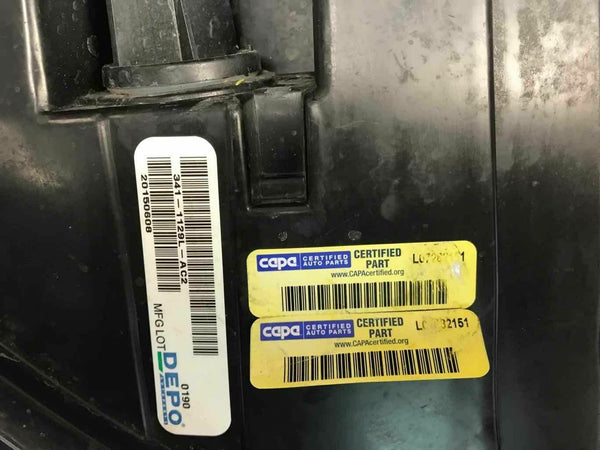 341-1129L-AC2
20150608
MFG LOT
0190
DEPO
capa
CERTIFIED
AUTO PARTS
CERTIFIED
PART
www.CAPAcertified.org
capa
CERTIFIED
AUTO PARTS
CERTIFIED
PART
www.CAPAcertified.org